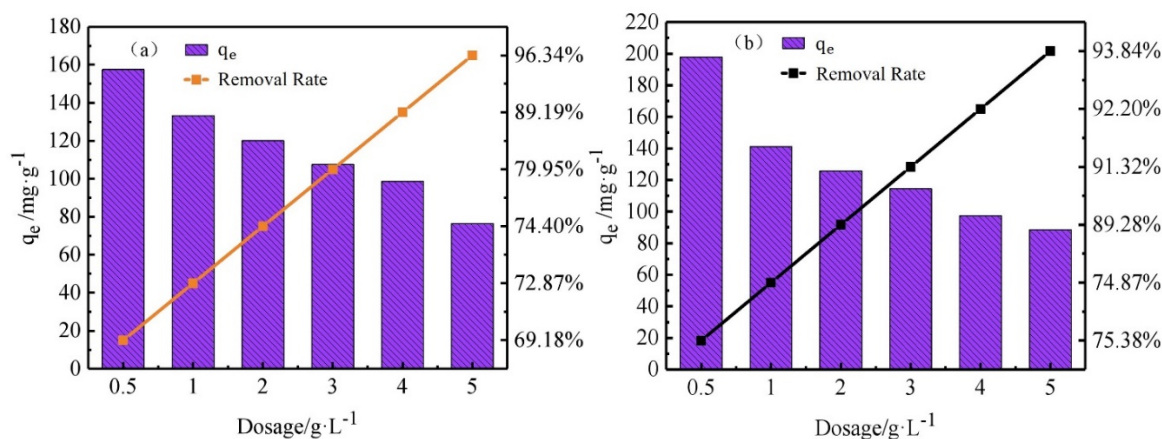 (a)
qe
Removal Rate
180
160
140
120
100
80
60
40
20
0
qe /mg·g-1
96.34%
89.19%
79.95%
74.40%
72.87%
69.18%
0.5 1 2 3 4 5
Dosage/g·L-1
(b)
qe
Removal Rate
220
200
180
160
140
120
100
80
60
40
20
0
qe /mg·g-1
93.84%
92.20%
91.32%
89.28%
74.87%
75.38%
0.5 1 2 3 4 5
Dosage/g·L-1